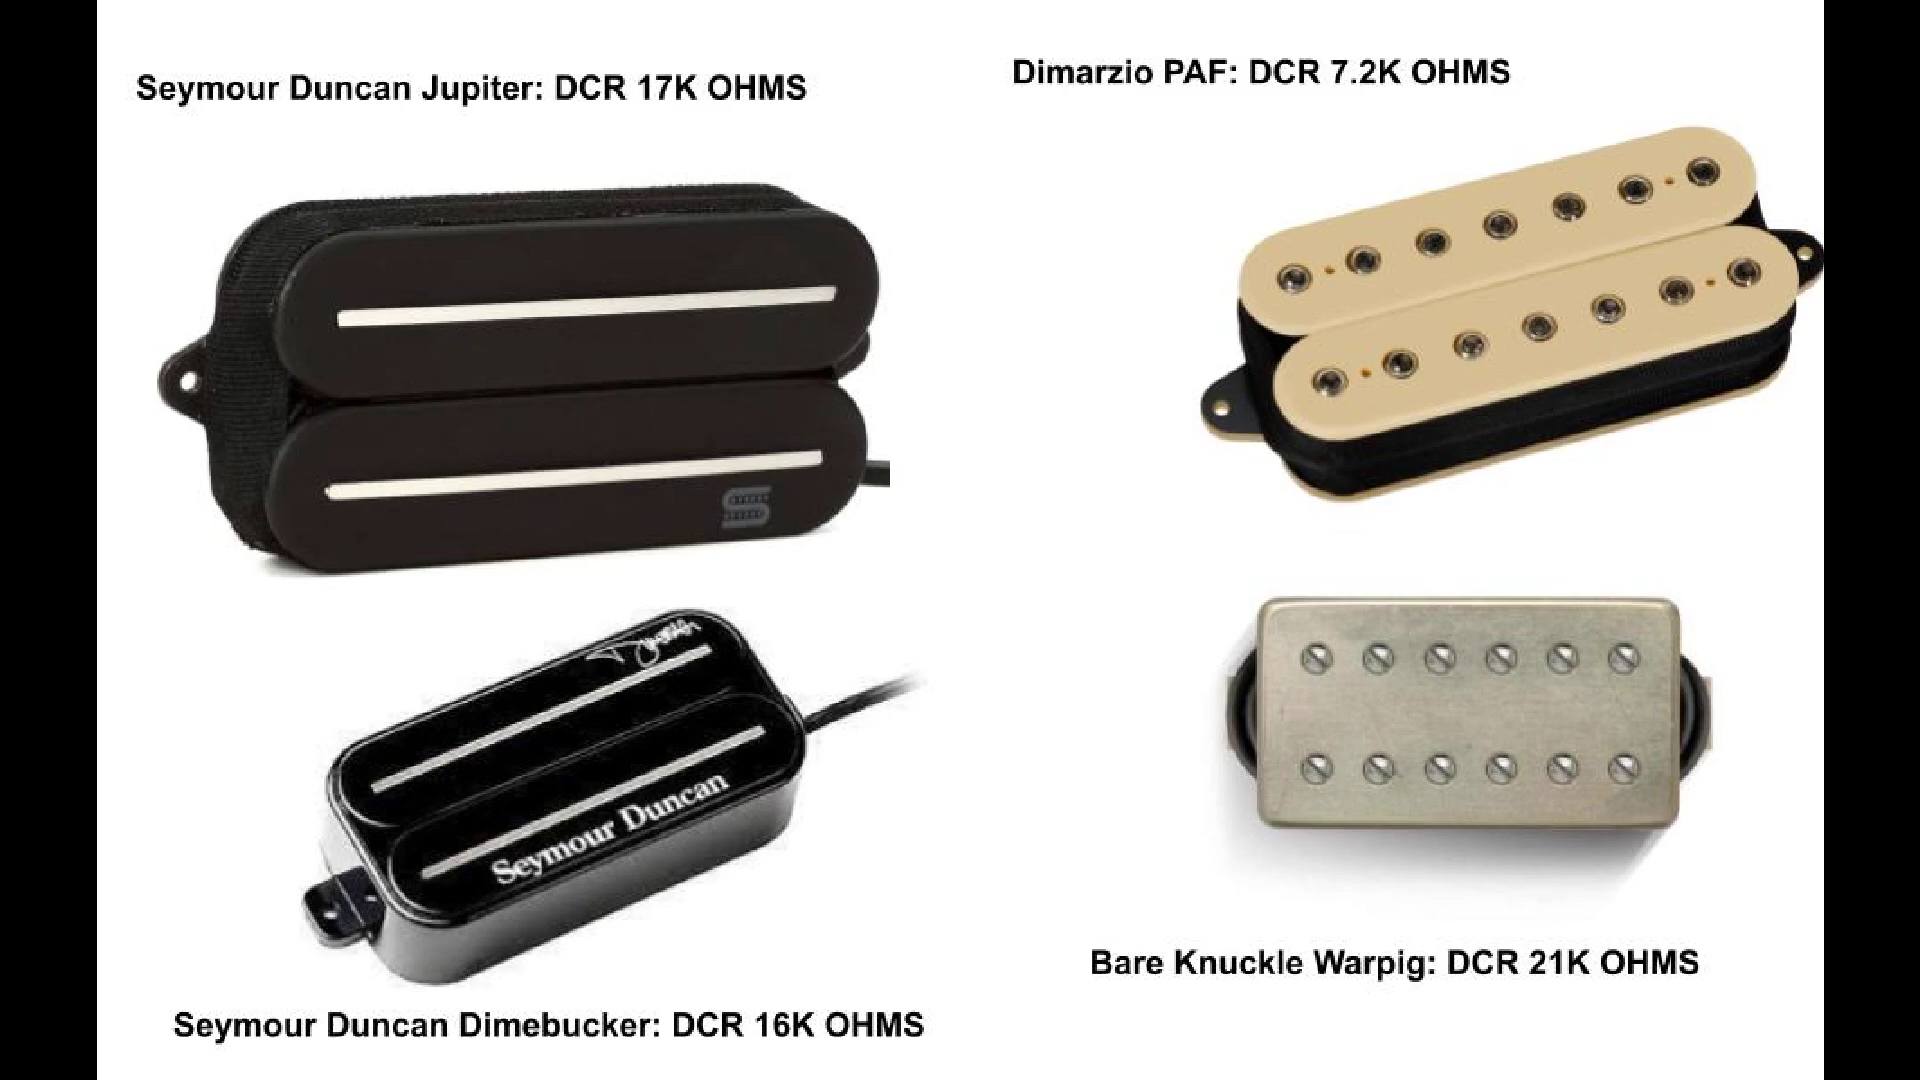 Seymour Duncan Jupiter: DCR 17K OHMS
Dimarzio PAF: DCR 7.2K OHMS
Seymour Duncan
Bare Knuckle Warpig: DCR 21K OHMS
Seymour Duncan Dimebucker: DCR 16K OHMS